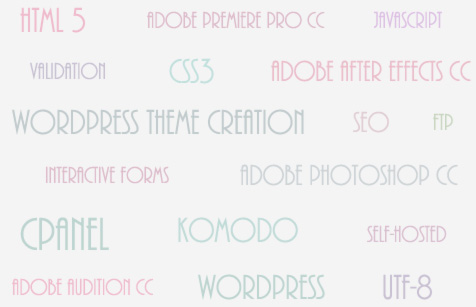 HTML 5 ADOBE PREMIERE PRO CC JAVASCRIPT
VALIDATION CSS3 ADOBE AFTER EFFECTS CC
WORDPRESS THEME CREATION SEO FTP
INTERACTIVE FORMS ADOBE PHOTOSHOP CC
CPANEL KOMODO SELF-HOSTED
ADOBE AUDITION CC WORDPRESS UTF-8